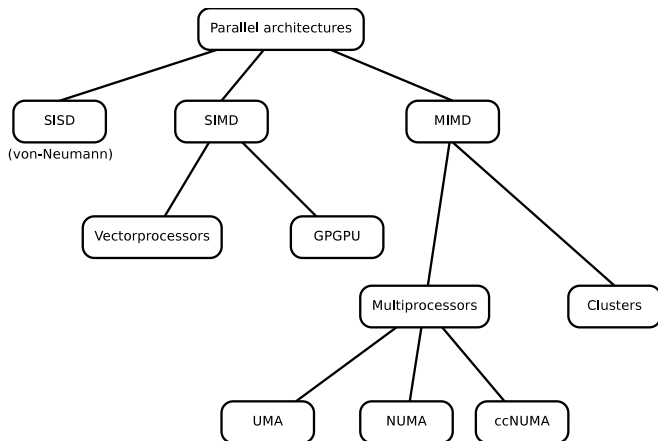 Parallel architectures
SISD
SIMD
MIMD
(von-Neumann)
Vectorprocessors
GPGPU
Multiprocessors
Clusters
UMA
NUMA
ccNUMA